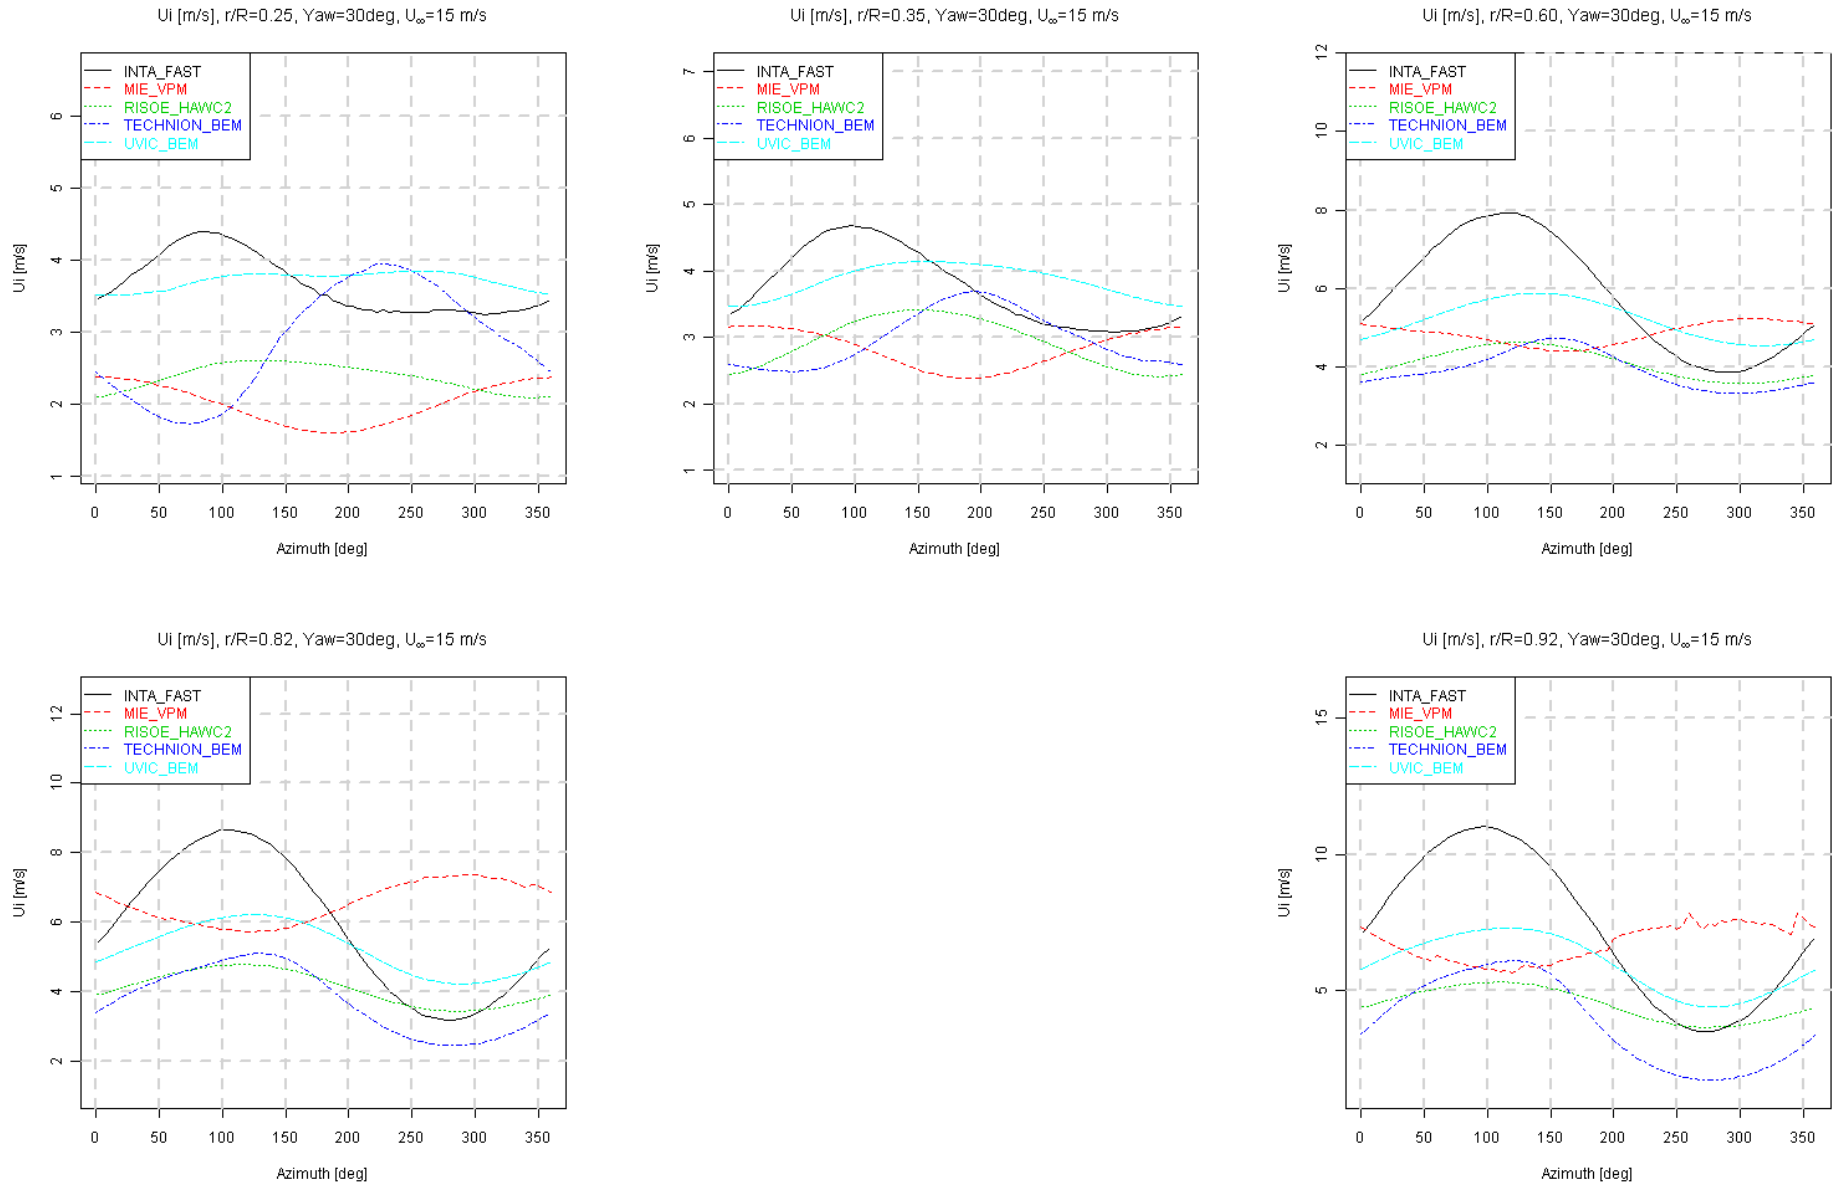 Ui [m/s], r/R=0.25, Yaw=30deg, U∞=15 m/s
INTA_FAST
MIE_VPM
RISOE_HAWC2
TECHNION_BEM
UVIC_BEM
Ui [m/s]
1 2 3 4 5 6
0 50 100 150 200 250 300 350
Azimuth [deg]
Ui [m/s], r/R=0.35, Yaw=30deg, U∞=15 m/s
INTA_FAST
MIE_VPM
RISOE_HAWC2
TECHNION_BEM
UVIC_BEM
Ui [m/s]
1 2 3 4 5 6 7
0 50 100 150 200 250 300 350
Azimuth [deg]
Ui [m/s], r/R=0.60, Yaw=30deg, U∞=15 m/s
INTA_FAST
MIE_VPM
RISOE_HAWC2
TECHNION_BEM
UVIC_BEM
Ui [m/s]
2 4 6 8 10 12
0 50 100 150 200 250 300 350
Azimuth [deg]
Ui [m/s], r/R=0.82, Yaw=30deg, U∞=15 m/s
INTA_FAST
MIE_VPM
RISOE_HAWC2
TECHNION_BEM
UVIC_BEM
Ui [m/s]
2 4 6 8 10 12
0 50 100 150 200 250 300 350
Azimuth [deg]
Ui [m/s], r/R=0.92, Yaw=30deg, U∞=15 m/s
INTA_FAST
MIE_VPM
RISOE_HAWC2
TECHNION_BEM
UVIC_BEM
Ui [m/s]
5 10 15
0 50 100 150 200 250 300 350
Azimuth [deg]